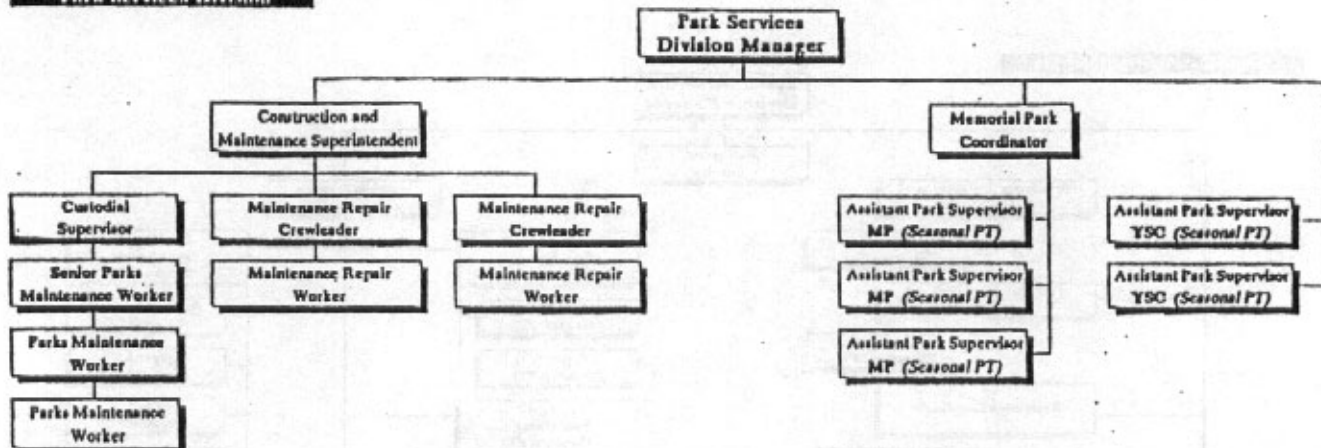 Park Services
Division Manager
Construction and
Maintenance Superintendent
Memorial Park
Coordinator
Custodial
Supervisor
Maintenance Repair
Crewleader
Maintenance Repair
Crewleader
Assistant Park Supervisor
MP (Seasonal PT)
Assistant Park Supervisor
YSC (Seasonal PT)
Senior Parks
Maintenance Worker
Maintenance Repair
Worker
Maintenance Repair
Worker
Assistant Park Supervisor
MP (Seasonal PT)
Assistant Park Supervisor
YSC (Seasonal PT)
Parks Maintenance
Worker
Assistant Park Supervisor
MP (Seasonal PT)
Parks Maintenance
Worker